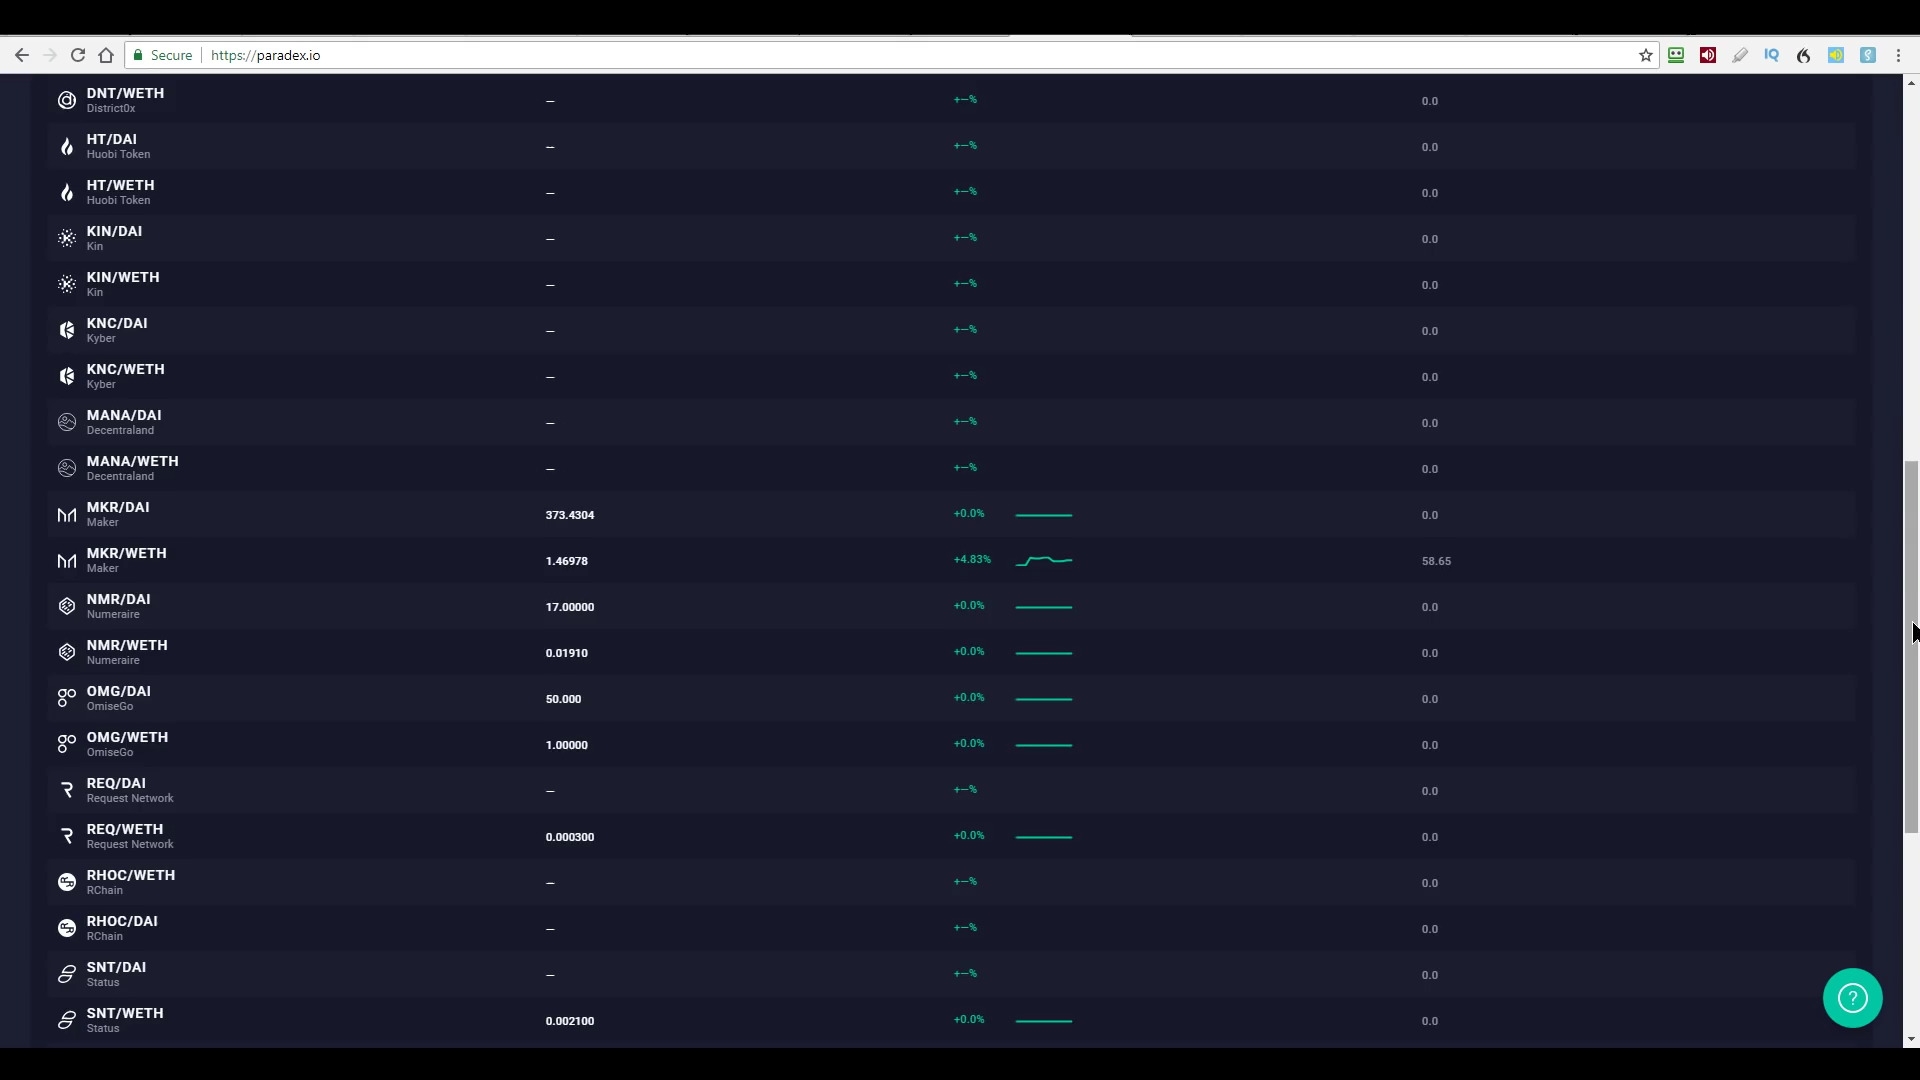 Secure https://paradex.io
IQ
DNT/WETH — +--% 0.0
District0x
HT/DAI — +--% 0.0
Huobi Token
HT/WETH — +--% 0.0
Huobi Token
KIN/DAI — +--% 0.0
Kin
KIN/WETH — +--% 0.0
Kin
KNC/DAI — +--% 0.0
Kyber
KNC/WETH — +--% 0.0
Kyber
MANA/DAI — +--% 0.0
Decentraland
MANA/WETH — +--% 0.0
Decentraland
MKR/DAI 373.4304 +0.0% 0.0
Maker
MKR/WETH 1.46978 +4.83% 58.65
Maker
NMR/DAI 17.00000 +0.0% 0.0
Numeraire
NMR/WETH 0.01910 +0.0% 0.0
Numeraire
OMG/DAI 50.000 +0.0% 0.0
OmiseGo
OMG/WETH 1.00000 +0.0% 0.0
OmiseGo
REQ/DAI — +--% 0.0
Request Network
REQ/WETH 0.000300 +0.0% 0.0
Request Network
RHOC/WETH — +--% 0.0
RChain
RHOC/DAI — +--% 0.0
RChain
SNT/DAI — +--% 0.0
Status
SNT/WETH 0.002100 +0.0% 0.0
Status
?